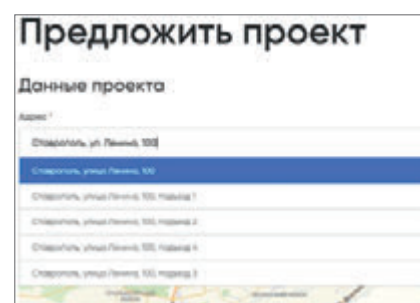 Предложить проект
Данные проекта
Адрес *
Ставрополь, ул. Ленина, 100
Ставрополь, улица Ленина, 100
Ставрополь, улица Ленина, 100, подъезд 1
Ставрополь, улица Ленина, 100, подъезд 2
Ставрополь, улица Ленина, 100, подъезд 4
Ставрополь, улица Ленина, 100, подъезд 3